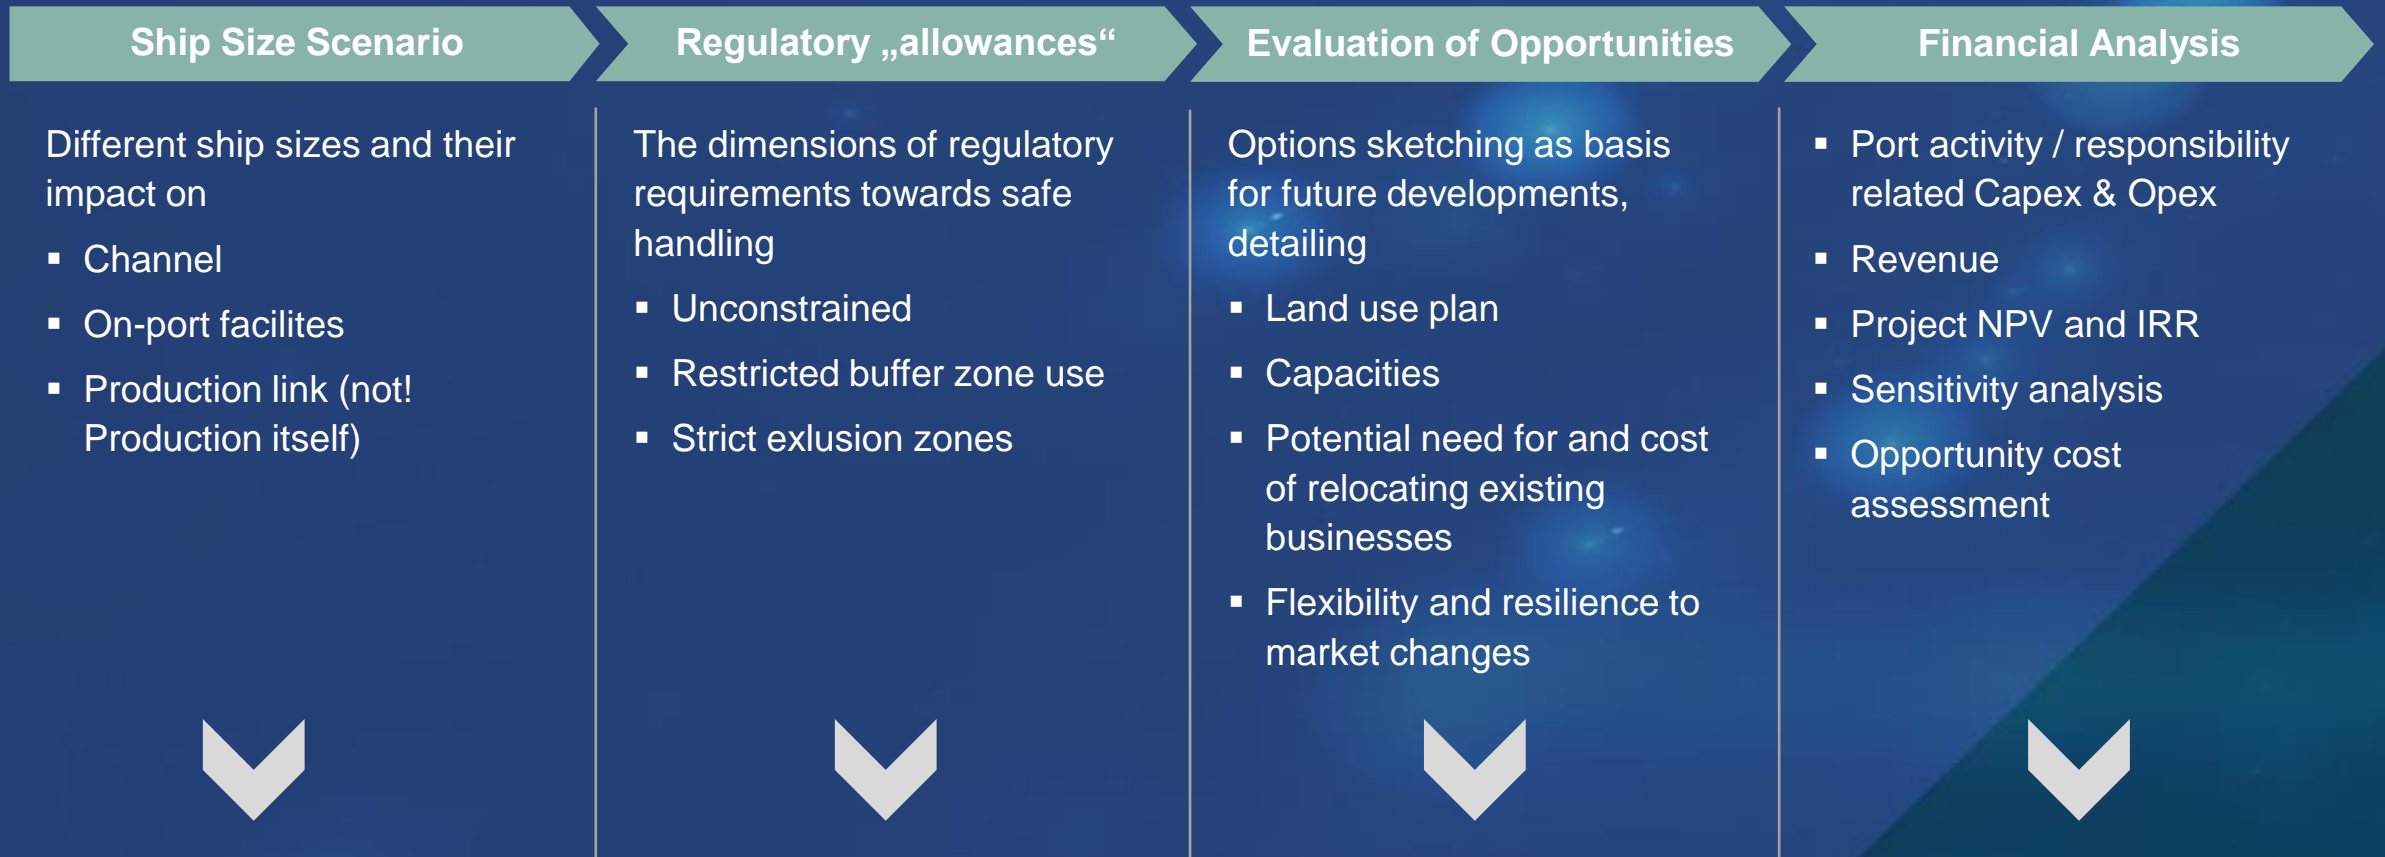 Ship Size Scenario
Different ship sizes and their
impact on
▪ Channel
▪ On-port facilites
▪ Production link (not!
Production itself)
Regulatory „allowances“
The dimensions of regulatory
requirements towards safe
handling
▪ Unconstrained
▪ Restricted buffer zone use
▪ Strict exlusion zones
Evaluation of Opportunities
Options sketching as basis
for future developments,
detailing
▪ Land use plan
▪ Capacities
▪ Potential need for and cost
of relocating existing
businesses
▪ Flexibility and resilience to
market changes
Financial Analysis
▪ Port activity / responsibility
related Capex & Opex
▪ Revenue
▪ Project NPV and IRR
▪ Sensitivity analysis
▪ Opportunity cost
assessment